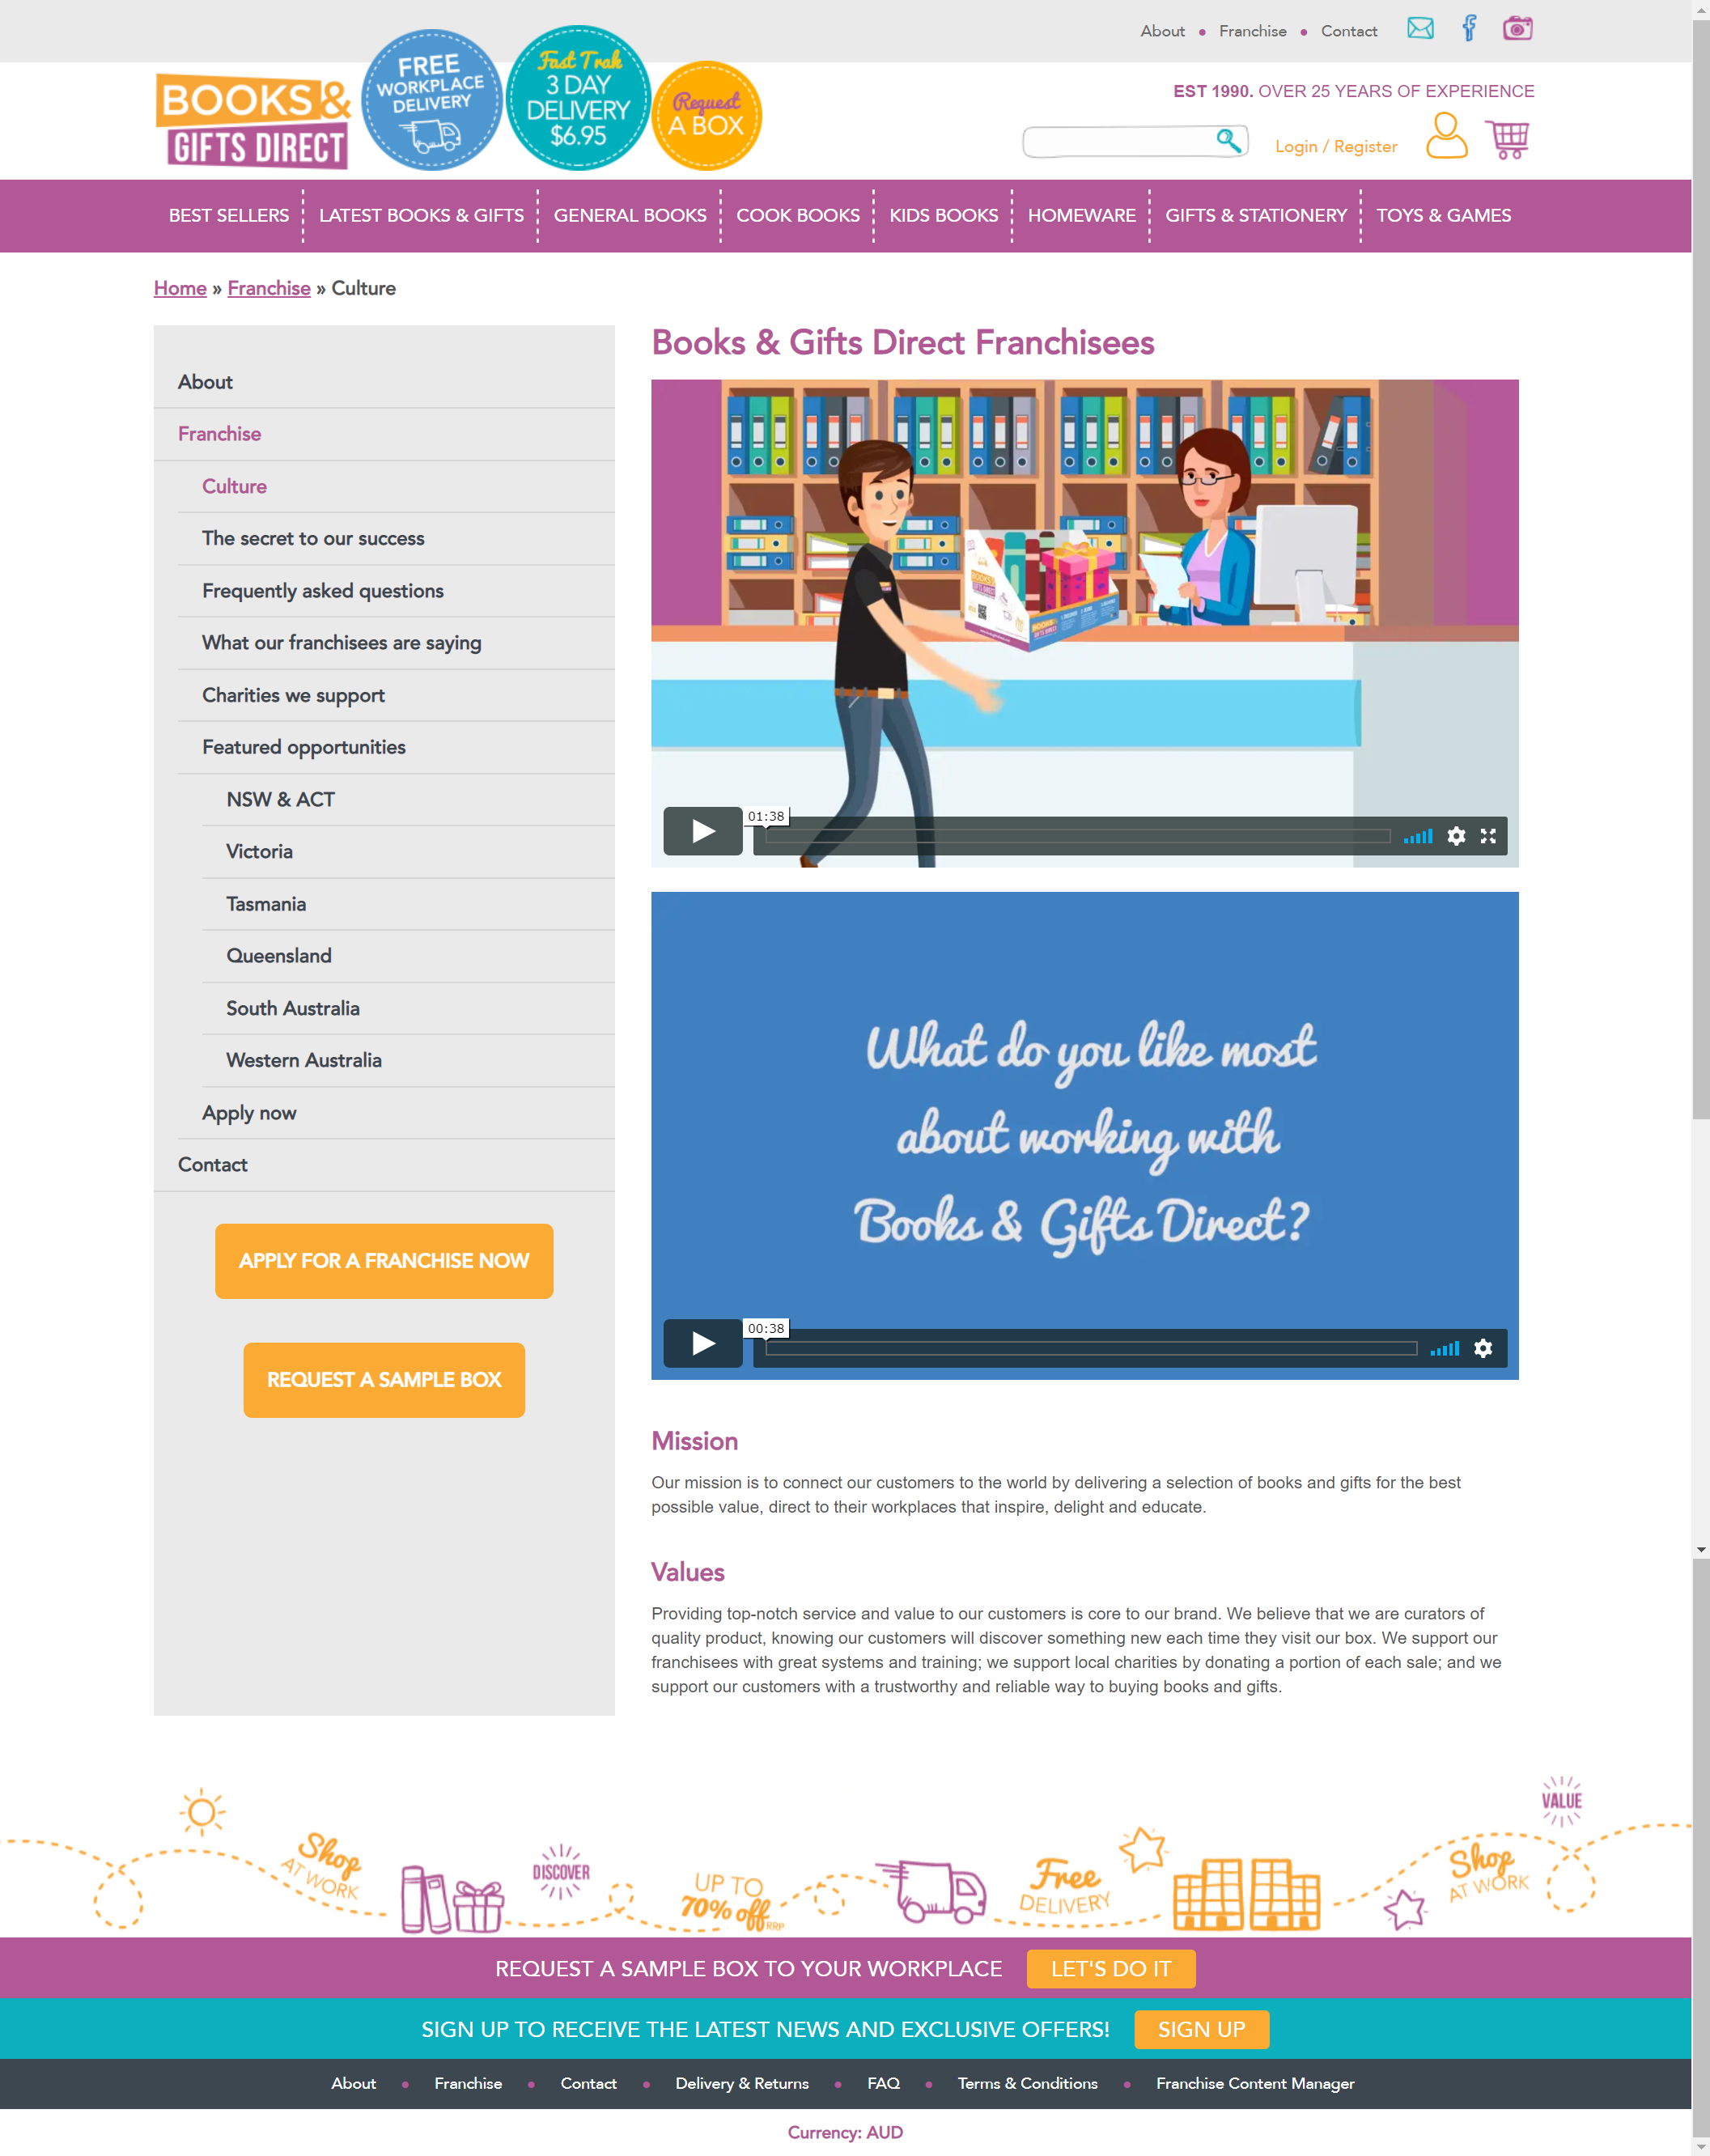 About • Franchise • Contact
BOOKS &
GIFTS DIRECT
FREE
WORKPLACE
DELIVERY
Fast Trak
3 DAY
DELIVERY
$6.95
Request
A BOX
EST 1990. OVER 25 YEARS OF EXPERIENCE
Login / Register
BEST SELLERS
LATEST BOOKS & GIFTS
GENERAL BOOKS
COOK BOOKS
KIDS BOOKS
HOMEWARE
GIFTS & STATIONERY
TOYS & GAMES
Home » Franchise » Culture
About
Franchise
Culture
The secret to our success
Frequently asked questions
What our franchisees are saying
Charities we support
Featured opportunities
NSW & ACT
Victoria
Tasmania
Queensland
South Australia
Western Australia
Apply now
Contact
APPLY FOR A FRANCHISE NOW
REQUEST A SAMPLE BOX
Books & Gifts Direct Franchisees
BOOKS &
GIFTS DIRECT
BOOKS &
GIFTS DIRECT
01:38
What do you like most
about working with
Books & Gifts Direct?
00:38
Mission
Our mission is to connect our customers to the world by delivering a selection of books and gifts for the best
possible value, direct to their workplaces that inspire, delight and educate.
Values
Providing top-notch service and value to our customers is core to our brand. We believe that we are curators of
quality product, knowing our customers will discover something new each time they visit our box. We support our
franchisees with great systems and training; we support local charities by donating a portion of each sale; and we
support our customers with a trustworthy and reliable way to buying books and gifts.
Shop
AT WORK
DISCOVER
UP TO
70% off RRP
Free
DELIVERY
Shop
AT WORK
VALUE
REQUEST A SAMPLE BOX TO YOUR WORKPLACE
LET'S DO IT
SIGN UP TO RECEIVE THE LATEST NEWS AND EXCLUSIVE OFFERS!
SIGN UP
About • Franchise • Contact • Delivery & Returns • FAQ • Terms & Conditions • Franchise Content Manager
Currency: AUD